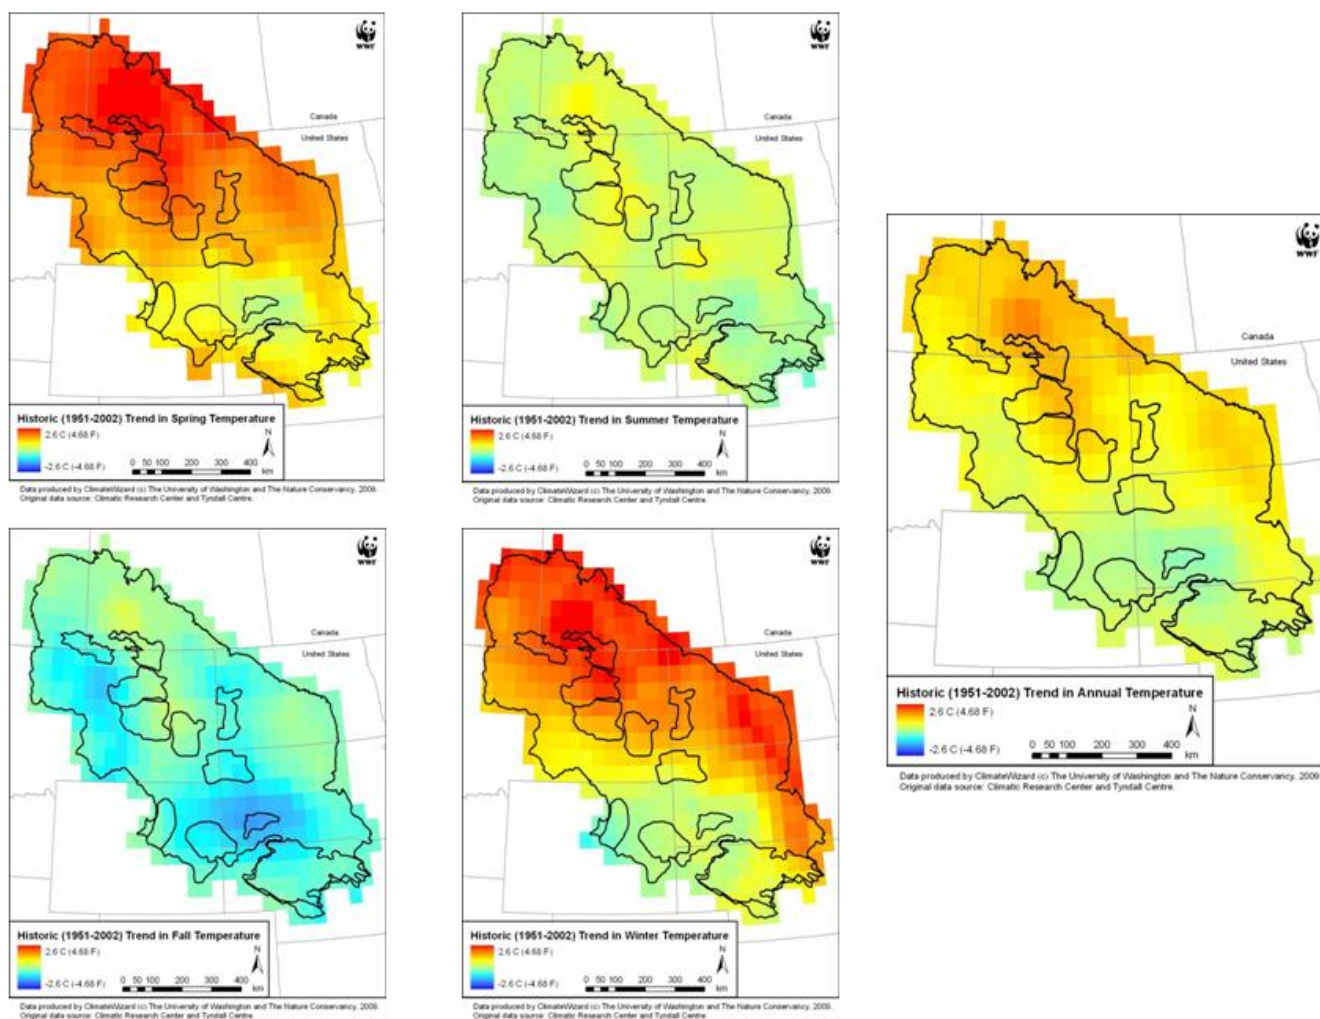 WWF
Canada
United States
Historic (1951-2002) Trend in Spring Temperature
2.6 C (4.68 F)
-2.6 C (-4.68 F)
N
0 50 100 200 300 400
km
Data produced by ClimateWizard (c) The University of Washington and The Nature Conservancy, 2009.
Original data source: Climatic Research Center and Tyndall Centre.
WWF
Canada
United States
Historic (1951-2002) Trend in Summer Temperature
2.6 C (4.68 F)
-2.6 C (-4.68 F)
N
0 50 100 200 300 400
km
Data produced by ClimateWizard (c) The University of Washington and The Nature Conservancy, 2009.
Original data source: Climatic Research Center and Tyndall Centre.
WWF
Canada
United States
Historic (1951-2002) Trend in Annual Temperature
2.6 C (4.68 F)
-2.6 C (-4.68 F)
N
0 50 100 200 300 400
km
Data produced by ClimateWizard (c) The University of Washington and The Nature Conservancy, 2009.
Original data source: Climatic Research Center and Tyndall Centre.
WWF
Canada
United States
Historic (1951-2002) Trend in Fall Temperature
2.6 C (4.68 F)
-2.6 C (-4.68 F)
N
0 50 100 200 300 400
km
Data produced by ClimateWizard (c) The University of Washington and The Nature Conservancy, 2009.
Original data source: Climatic Research Center and Tyndall Centre.
WWF
Canada
United States
Historic (1951-2002) Trend in Winter Temperature
2.6 C (4.68 F)
-2.6 C (-4.68 F)
N
0 50 100 200 300 400
km
Data produced by ClimateWizard (c) The University of Washington and The Nature Conservancy, 2009.
Original data source: Climatic Research Center and Tyndall Centre.